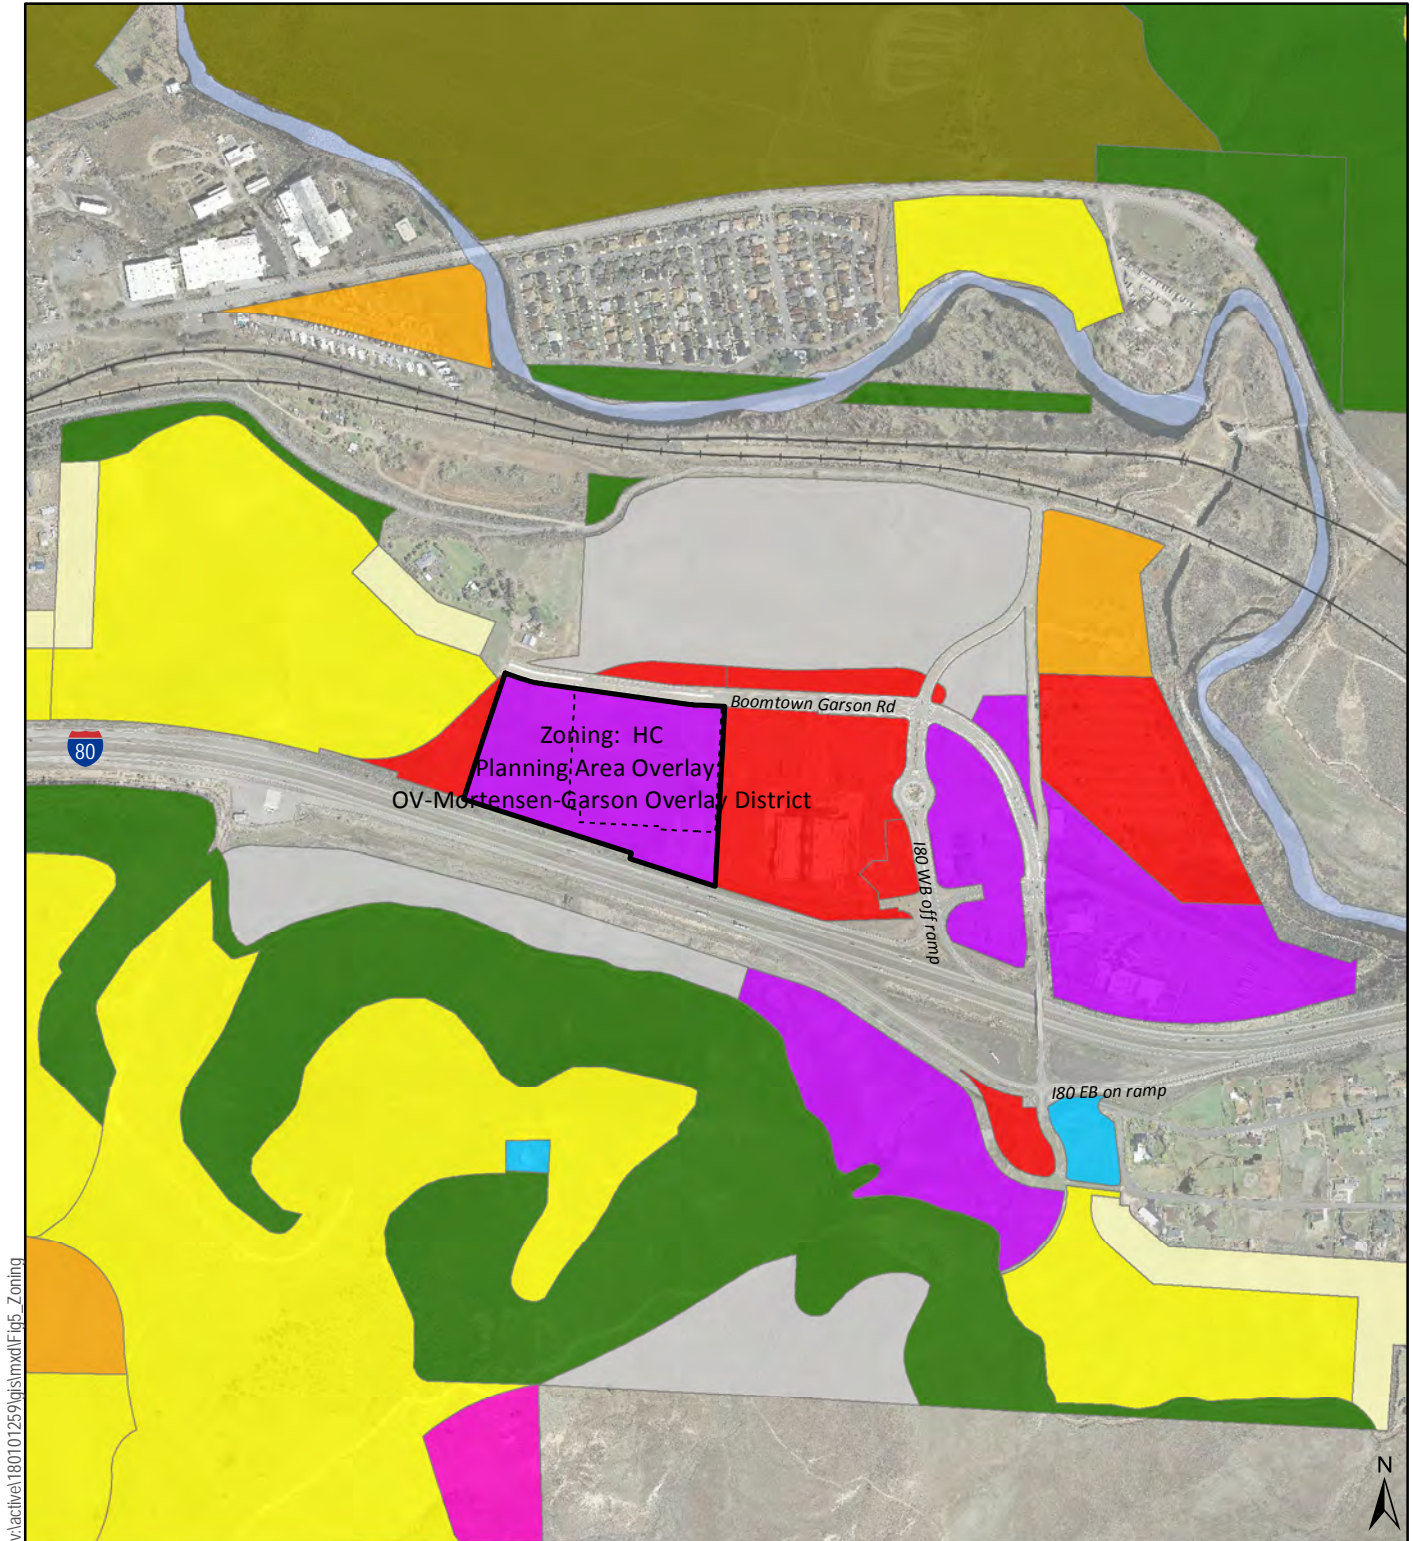 Boomtown Garson Rd
Zoning: HC
Planning Area Overlay
OV-Mortensen-Garson Overlay District
80
I80 WB off ramp
I80 EB on ramp
v:\active\180101259\gis\mxd\Fig5_Zoning
N